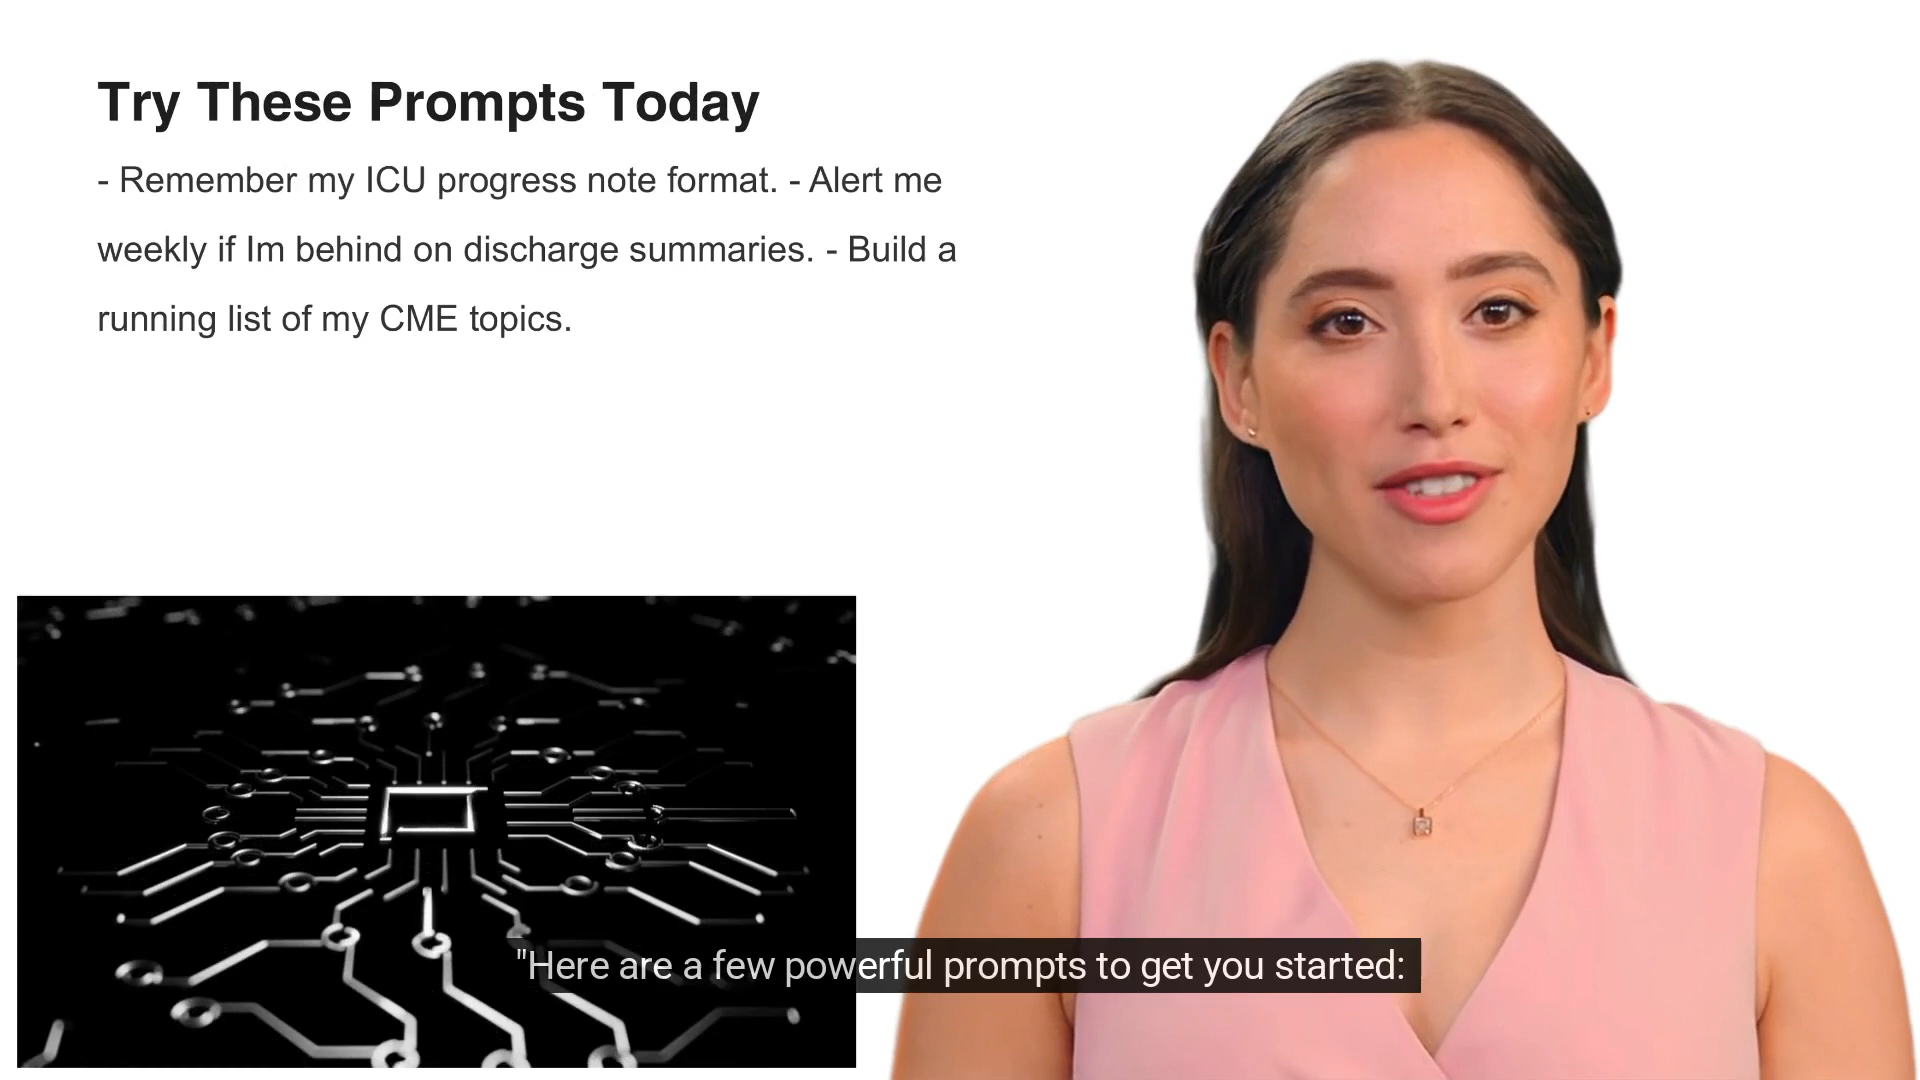 Try These Prompts Today
- Remember my ICU progress note format. - Alert me
weekly if Im behind on discharge summaries. - Build a
running list of my CME topics.
"Here are a few powerful prompts to get you started: